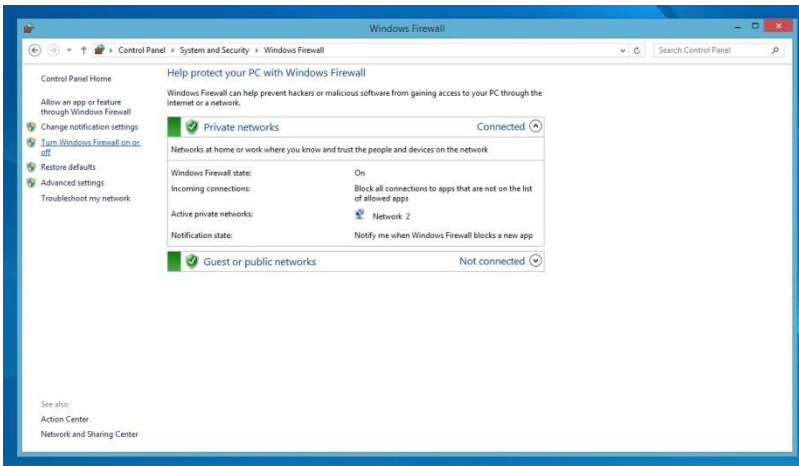 Windows Firewall
Control Panel System and Security Windows Firewall
Search Control Panel
Control Panel Home
Allow an app or feature
through Windows Firewall
Change notification settings
Turn Windows Firewall on or
off
Restore defaults
Advanced settings
Troubleshoot my network
Help protect your PC with Windows Firewall
Windows Firewall can help prevent hackers or malicious software from gaining access to your PC through the
Internet or a network.
Private networks Connected
Networks at home or work where you know and trust the people and devices on the network
Windows Firewall state: On
Incoming connections: Block all connections to apps that are not on the list
of allowed apps
Active private networks: Network 2
Notification state: Notify me when Windows Firewall blocks a new app
Guest or public networks Not connected
See also
Action Center
Network and Sharing Center